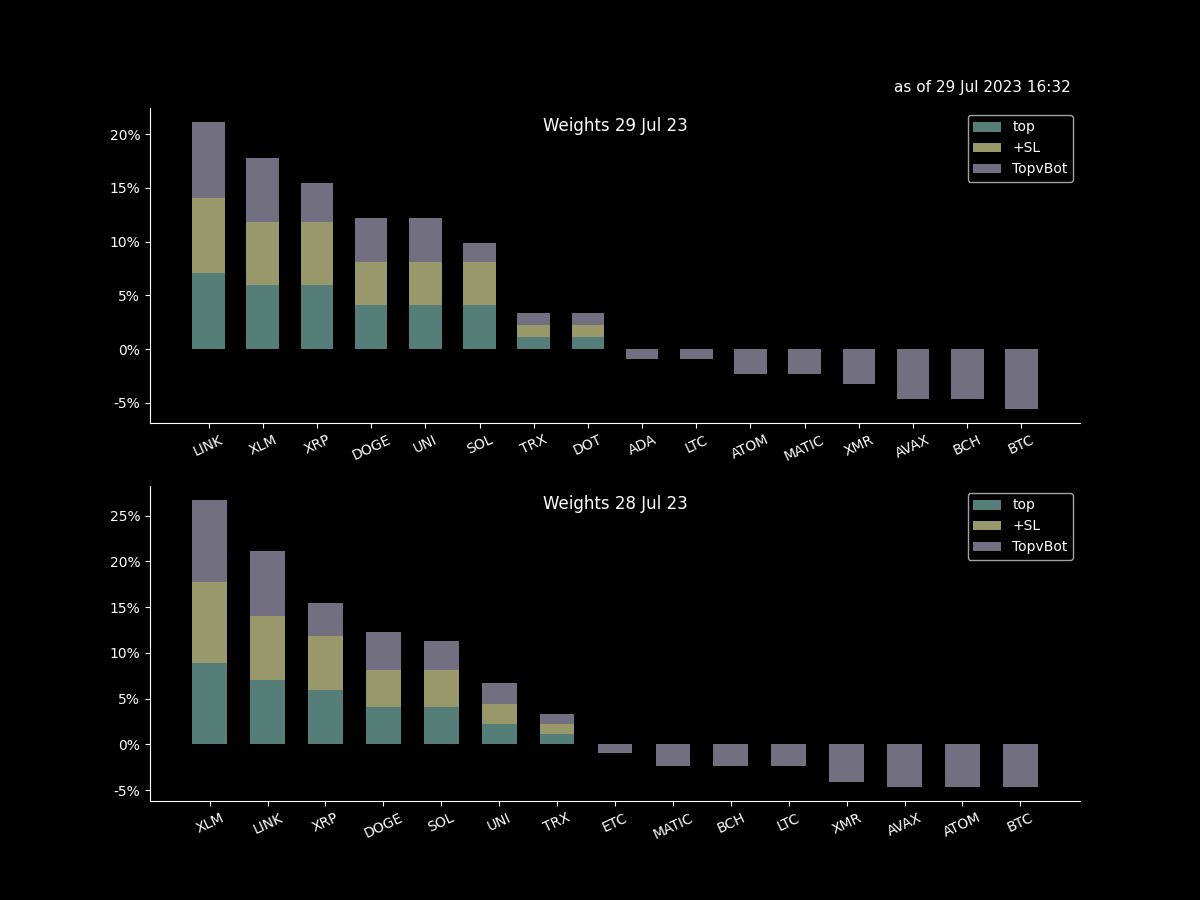 as of 29 Jul 2023 16:32
Weights 29 Jul 23
top
+SL
TopvBot
20%
15%
10%
5%
0%
-5%
LINK XLM XRP DOGE UNI SOL TRX DOT ADA LTC ATOM MATIC XMR AVAX BCH BTC
Weights 28 Jul 23
top
+SL
TopvBot
25%
20%
15%
10%
5%
0%
-5%
XLM LINK XRP DOGE SOL UNI TRX ETC MATIC BCH LTC XMR AVAX ATOM BTC